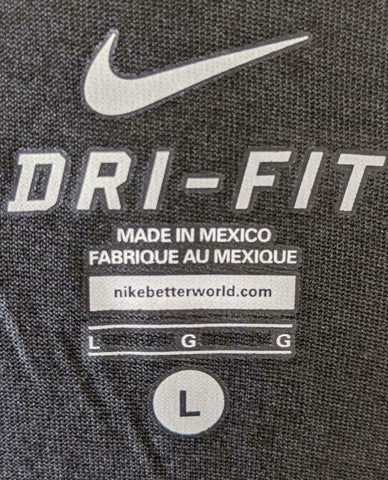 DRI-FIT
MADE IN MEXICO
FABRIQUE AU MEXIQUE
nikebetterworld.com
L G G
L